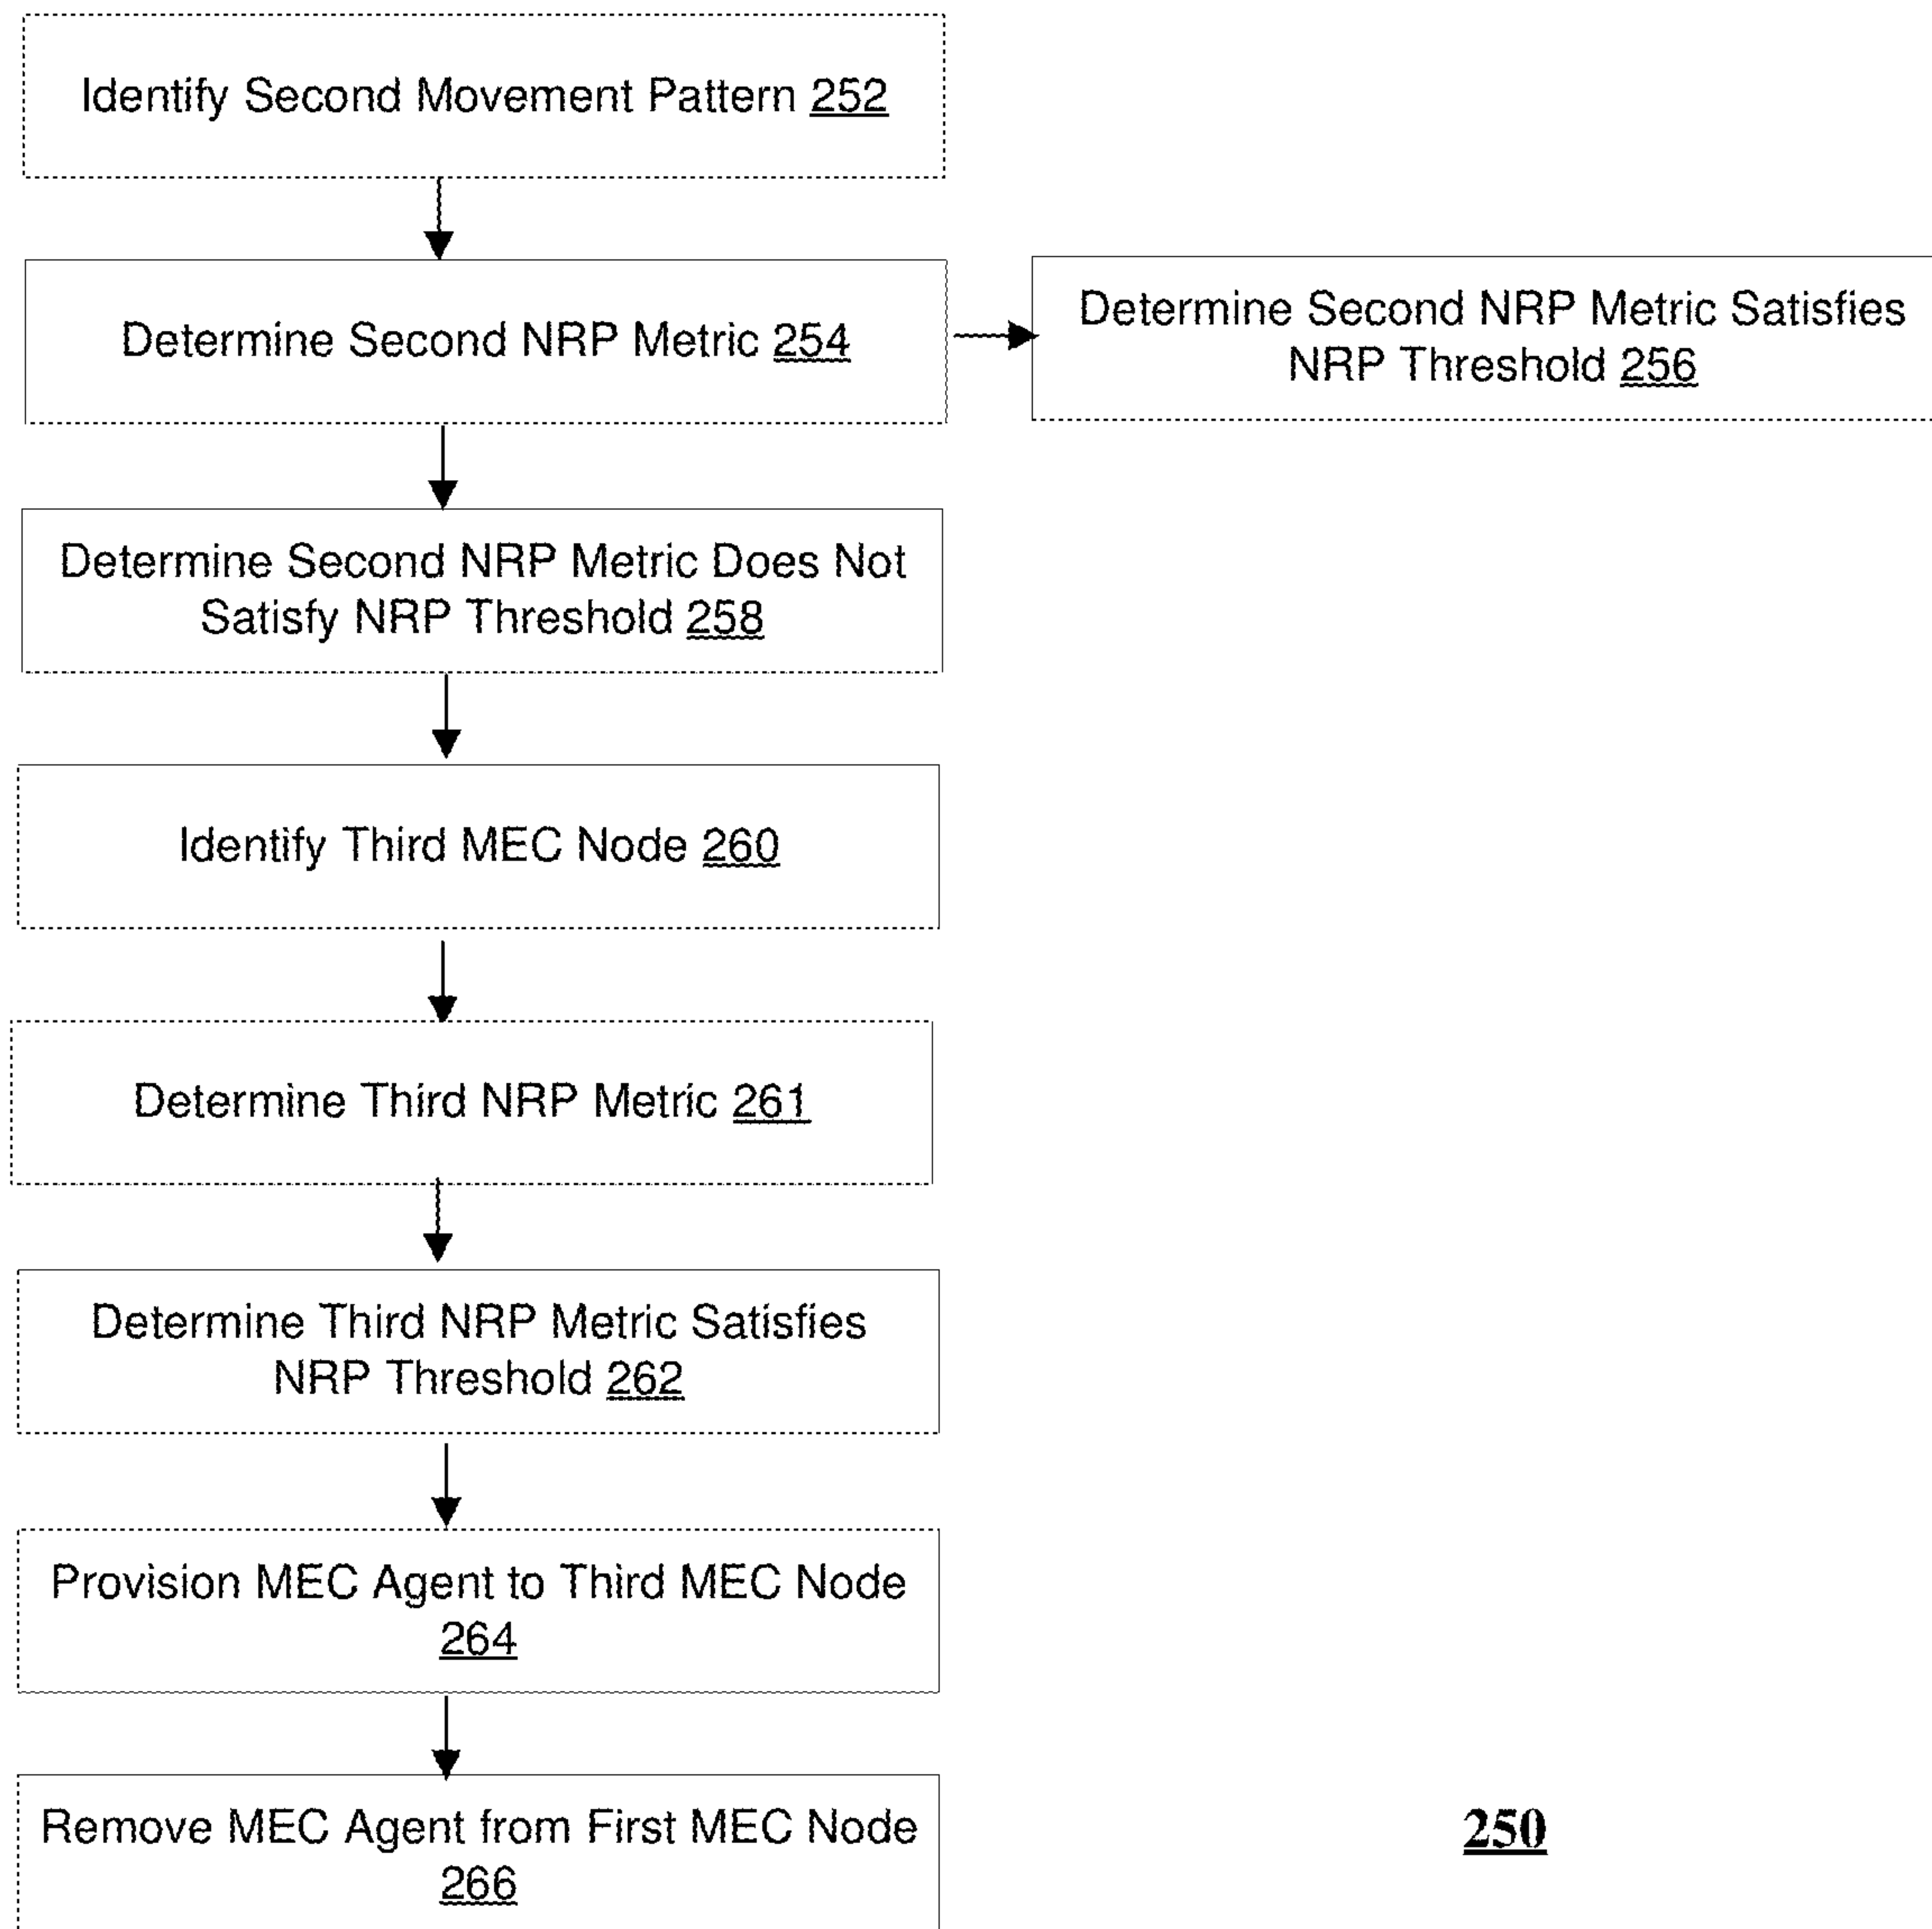 Identify Second Movement Pattern 252
Determine Second NRP Metric 254
Determine Second NRP Metric Satisfies
NRP Threshold 256
Determine Second NRP Metric Does Not
Satisfy NRP Threshold 258
Identify Third MEC Node 260
Determine Third NRP Metric 261
Determine Third NRP Metric Satisfies
NRP Threshold 262
Provision MEC Agent to Third MEC Node
264
Remove MEC Agent from First MEC Node
266
250